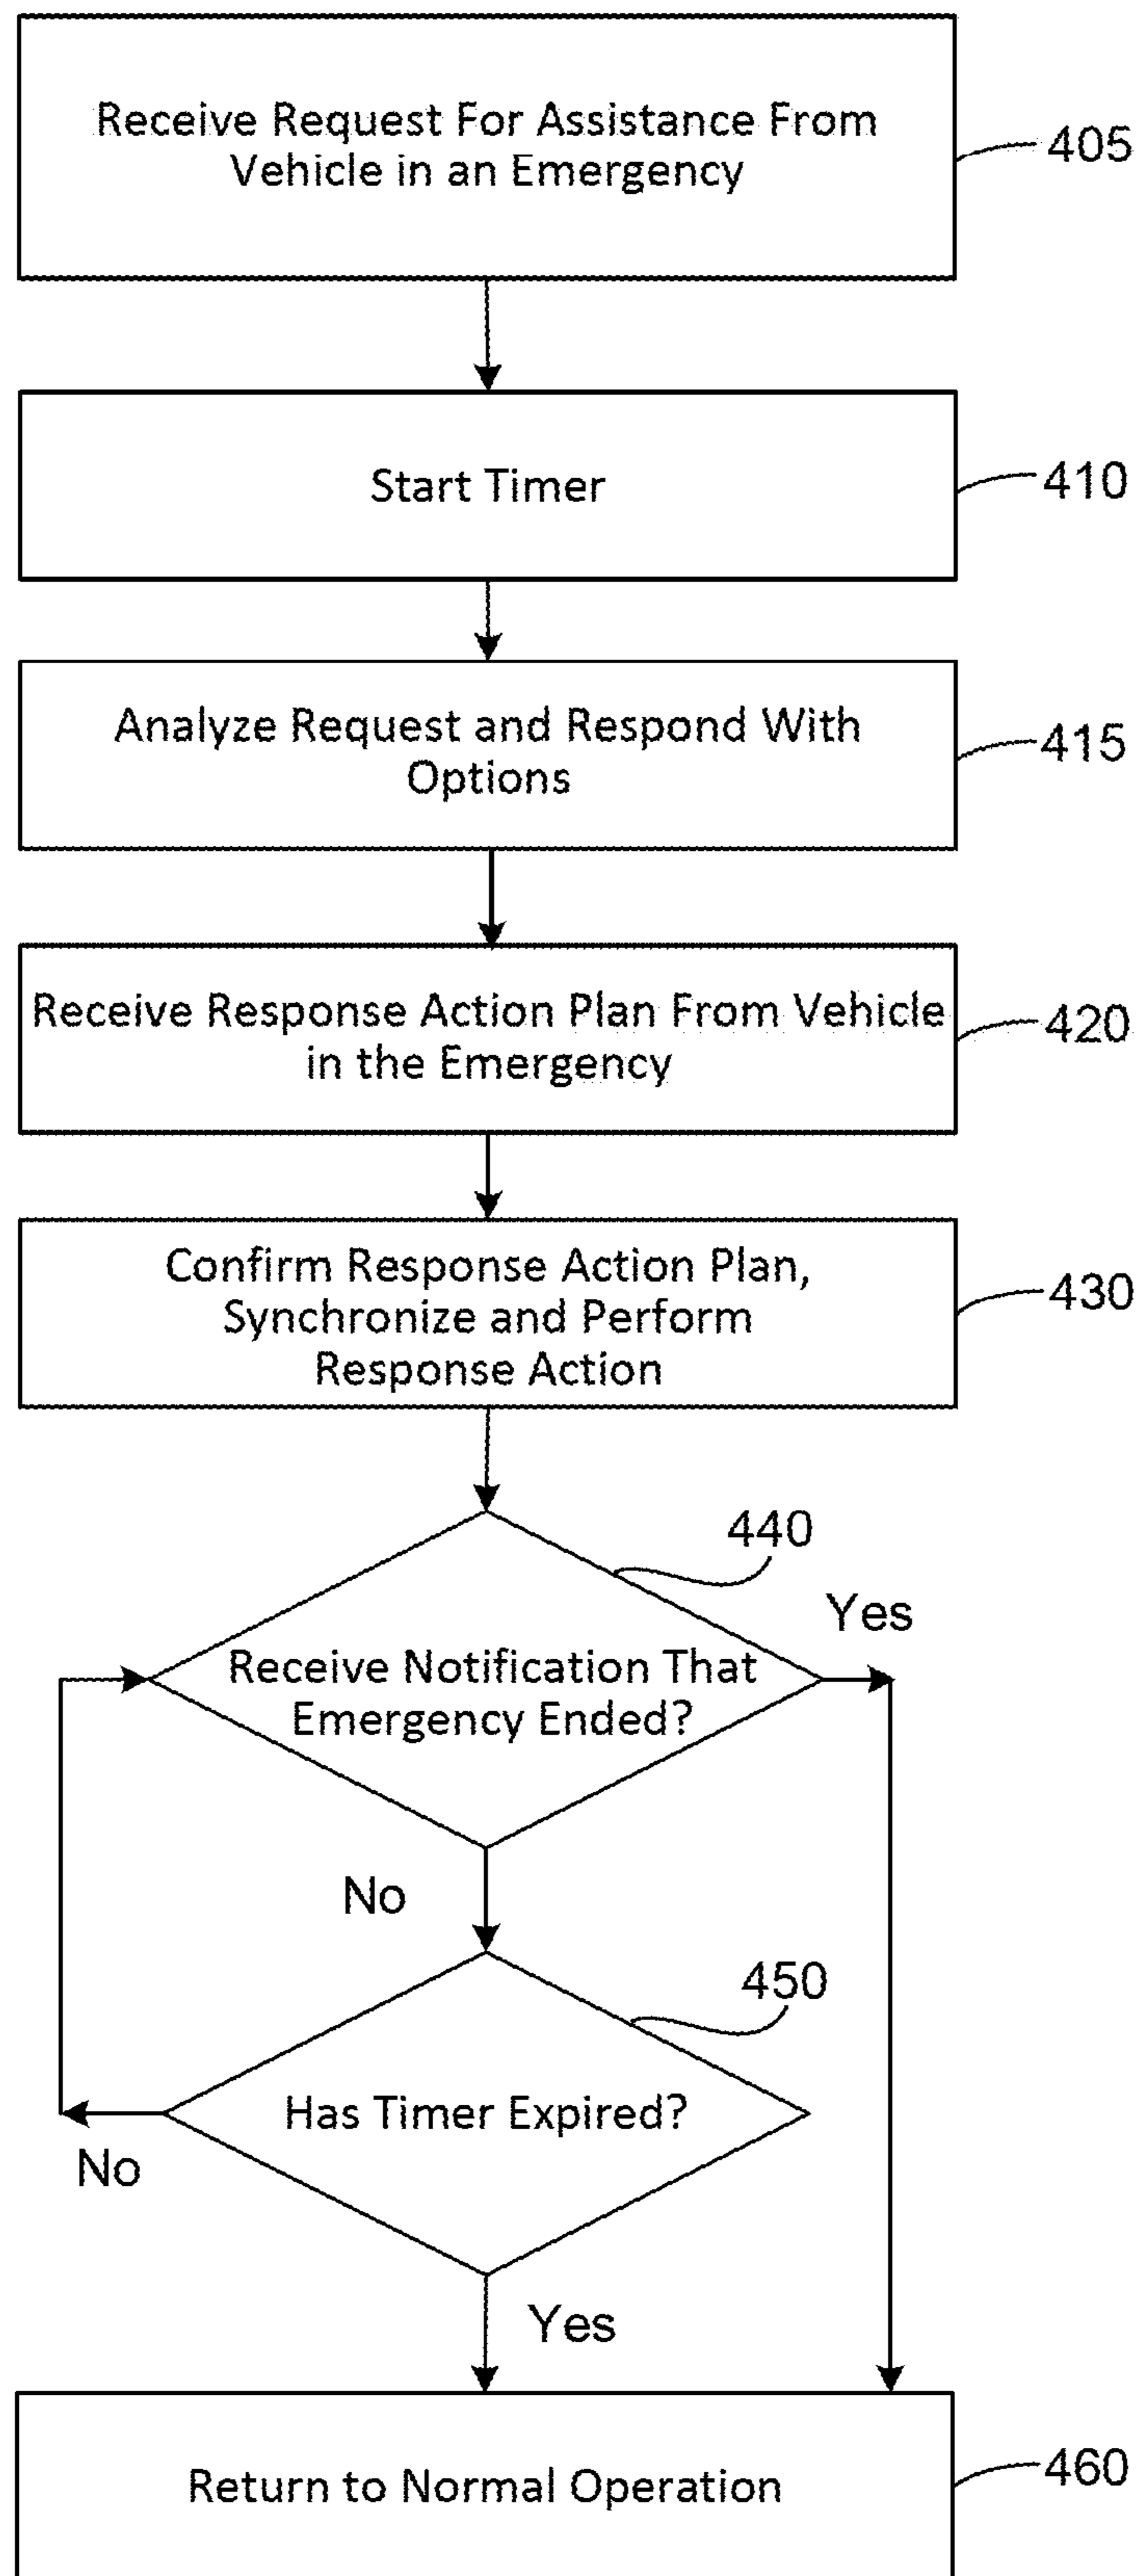 Receive Request For Assistance From
Vehicle in an Emergency
405
Start Timer
410
Analyze Request and Respond With
Options
415
Receive Response Action Plan From Vehicle
in the Emergency
420
Confirm Response Action Plan,
Synchronize and Perform
Response Action
430
440
Yes
Receive Notification That
Emergency Ended?
No
450
Has Timer Expired?
No
Yes
Return to Normal Operation
460